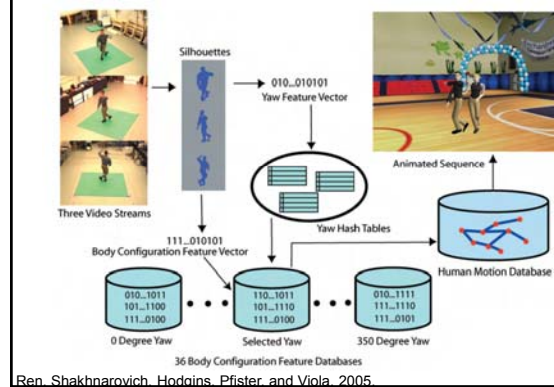 Silhouettes
010...010101
Yaw Feature Vector
Three Video Streams
Animated Sequence
Yaw Hash Tables
111...010101
Body Configuration Feature Vector
Human Motion Database
010...1011
101...1100
111...0100
110...1011
101...1110
111...0100
010...1111
111...1110
111...0101
0 Degree Yaw
Selected Yaw
350 Degree Yaw
36 Body Configuration Feature Databases
Ren, Shakhnarovich, Hodgins, Pfister, and Viola, 2005.